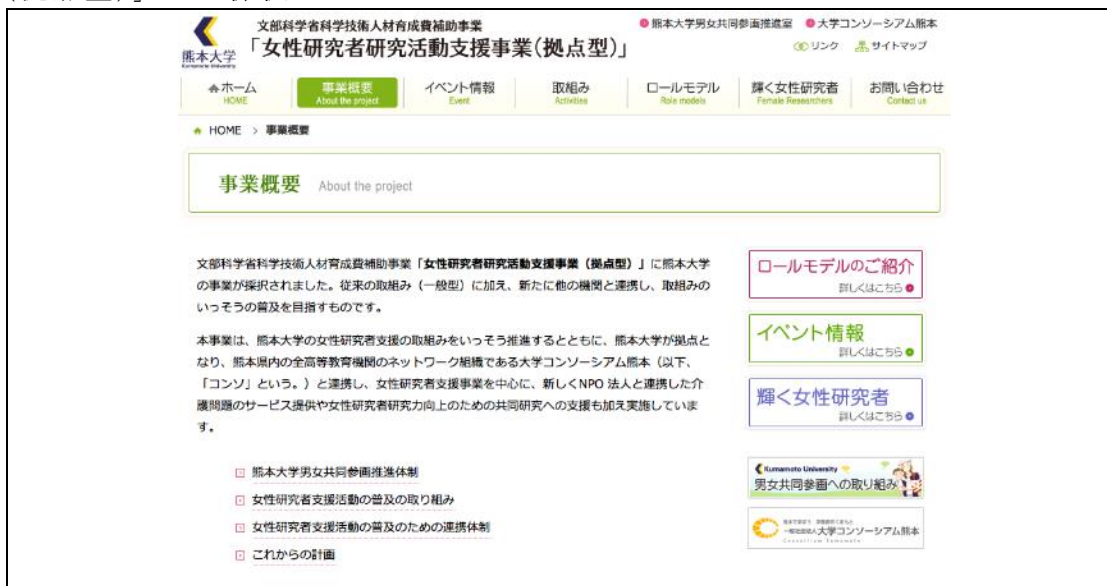 文部科学省科学技術人材育成費補助事業
「女性研究者研究活動支援事業(拠点型)」
熊本大学
Kumamoto University
熊本大学男女共同参画推進室 大学コンソーシアム熊本
リンク サイトマップ
ホーム 事業概要 イベント情報 取組み ロールモデル 輝く女性研究者 お問い合わせ
HOME About the project Event Activities Role models Female Researchers Contact us
HOME > 事業概要
事業概要 About the project
文部科学省科学技術人材育成費補助事業「女性研究者研究活動支援事業(拠点型)」に熊本大学
の事業が採択されました。従来の取組み(一般型)に加え、新たに他の機関と連携し、取組みの
いっそうの普及を目指すものです。
本事業は、熊本大学の女性研究者支援の取組みをいっそう推進するとともに、熊本大学が拠点と
なり、熊本県内の全高等教育機関のネットワーク組織である大学コンソーシアム熊本(以下、
「コンソ」という。)と連携し、女性研究者支援事業を中心に、新しくNPO 法人と連携した介
護問題のサービス提供や女性研究者研究力向上のための共同研究への支援も加え実施していま
す。
熊本大学男女共同参画推進体制
女性研究者支援活動の普及の取り組み
女性研究者支援活動の普及のための連携体制
これからの計画
ロールモデルのご紹介
詳しくはこちら
イベント情報
詳しくはこちら
輝く女性研究者
詳しくはこちら
Kumamoto University
男女共同参画への取り組み
一般社団法人大学コンソーシアム熊本
Consortium Kumamoto